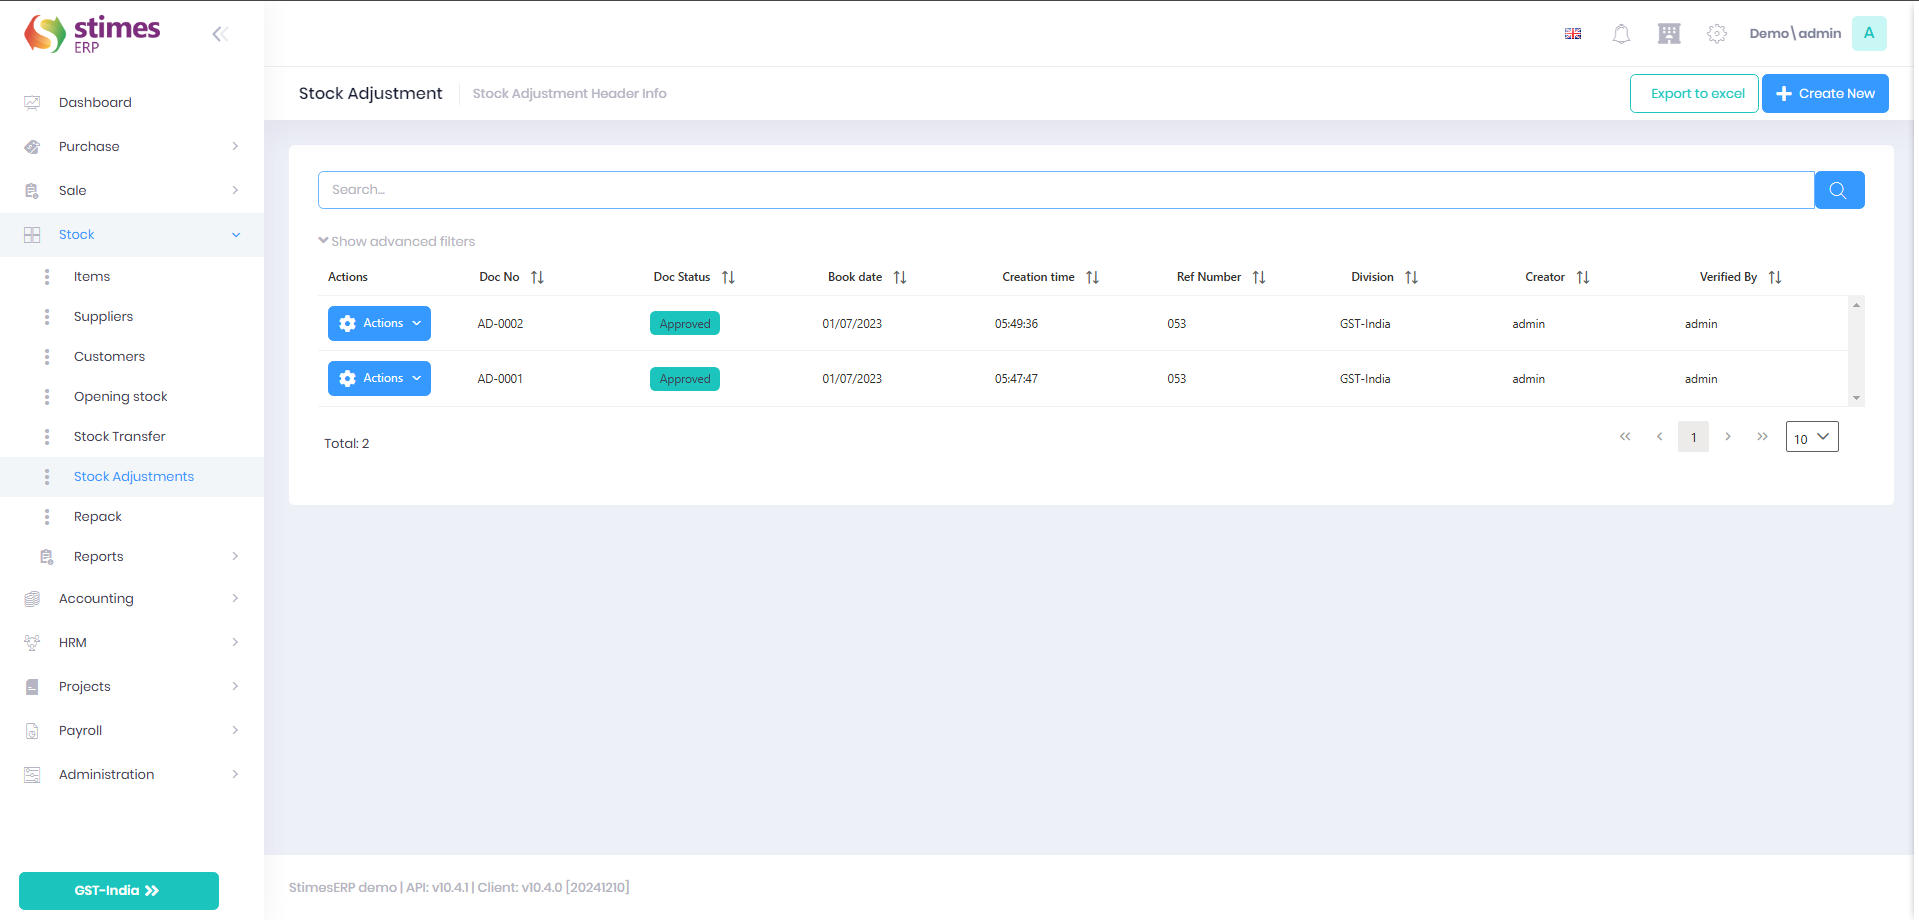 stimes
ERP
Demo\admin
A
Dashboard
Purchase
Sale
Stock
Items
Suppliers
Customers
Opening stock
Stock Transfer
Stock Adjustments
Repack
Reports
Accounting
HRM
Projects
Payroll
Administration
GST-India
Stock Adjustment
Stock Adjustment Header Info
Export to excel
Create New
Search...
Show advanced filters
Actions Doc No Doc Status Book date Creation time Ref Number Division Creator Verified By
Actions AD-0002 Approved 01/07/2023 05:49:36 053 GST-India admin admin
Actions AD-0001 Approved 01/07/2023 05:47:47 053 GST-India admin admin
Total: 2
1
10
StimesERP demo | API: v10.4.1 | Client: v10.4.0 [20241210]